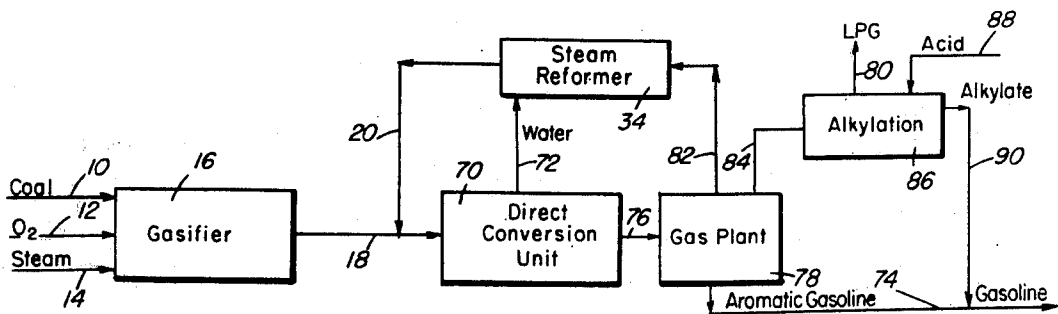 LPG
88
Acid
80
Steam
Reformer
34
Alkylate
Alkylation
86
90
20
Water
72
82
84
10
16
Coal
12
O2
Gasifier
Steam
14
18
70
Direct
Conversion
Unit
76
Gas Plant
78
74
Aromatic Gasoline
Gasoline